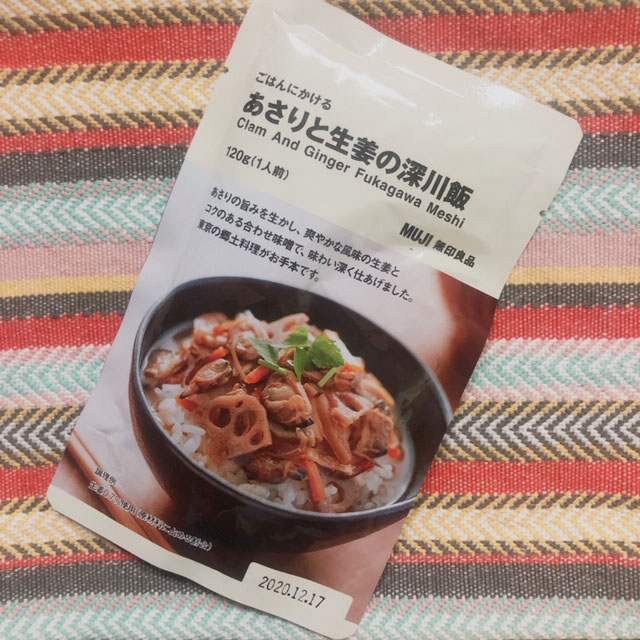 ごはんにかける
あさりと生姜の深川飯
Clam And Ginger Fukagawa Meshi
120g(1人前)
MUJI 無印良品
あさりの旨みを生かし、爽やかな風味の生姜と
コクのある合わせ味噌で、味わい深く仕あげました。
東京の郷土料理がお手本です。
調理例
2020.12.17